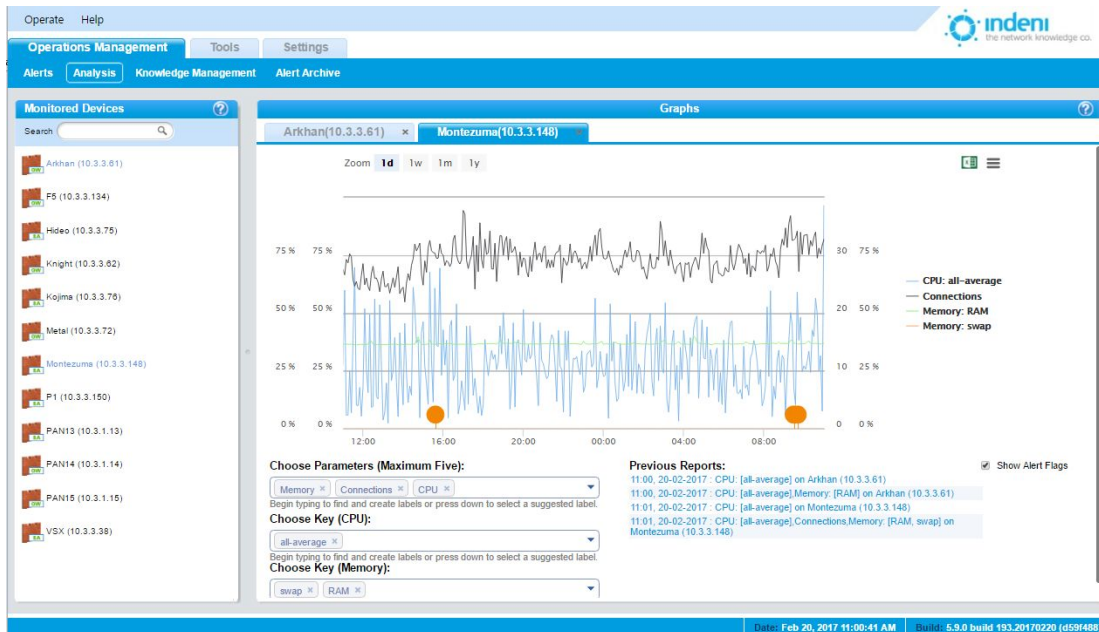 Operate Help
indeni
the network knowledge co.
Operations Management Tools Settings
Alerts Analysis Knowledge Management Alert Archive
Monitored Devices
Search
Arkhan (10.3.3.61)
F5 (10.3.3.134)
Hideo (10.3.3.75)
Knight (10.3.3.62)
Kojima (10.3.3.76)
Metal (10.3.3.72)
Montezuma (10.3.3.148)
P1 (10.3.3.150)
PAN13 (10.3.1.13)
PAN14 (10.3.1.14)
PAN15 (10.3.1.15)
VSX (10.3.3.38)
Graphs
Arkhan(10.3.3.61) × Montezuma(10.3.3.148)
Zoom 1d 1w 1m 1y
75 % 75 % 30 75 %
50 % 50 % 20 50 %
25 % 25 % 10 25 %
0 % 0 % 0 0 %
12:00 16:00 20:00 00:00 04:00 08:00
CPU: all-average
Connections
Memory: RAM
Memory: swap
Choose Parameters (Maximum Five):
Memory × Connections × CPU ×
Begin typing to find and create labels or press down to select a suggested label.
Choose Key (CPU):
all-average ×
Begin typing to find and create labels or press down to select a suggested label.
Choose Key (Memory):
swap × RAM ×
Previous Reports:
11:00, 20-02-2017 : CPU: [all-average] on Arkhan (10.3.3.61)
11:00, 20-02-2017 : CPU: [all-average],Memory: [RAM] on Arkhan (10.3.3.61)
11:01, 20-02-2017 : CPU: [all-average] on Montezuma (10.3.3.148)
11:01, 20-02-2017 : CPU: [all-average],Connections,Memory: [RAM, swap] on
Montezuma (10.3.3.148)
Show Alert Flags
Date: Feb 20, 2017 11:00:41 AM Build: 5.9.0 build 193.20170220 (d59f488